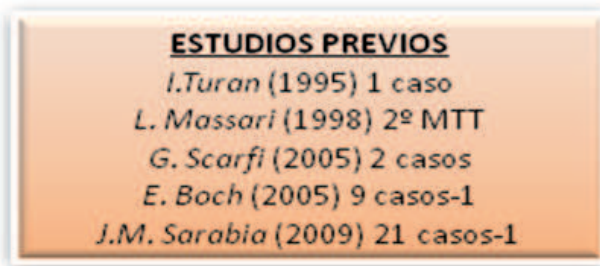 ESTUDIOS PREVIOS
I.Turan (1995) 1 caso
L. Massari (1998) 2º MTT
G. Scarfi (2005) 2 casos
E. Boch (2005) 9 casos-1
J.M. Sarabia (2009) 21 casos-1